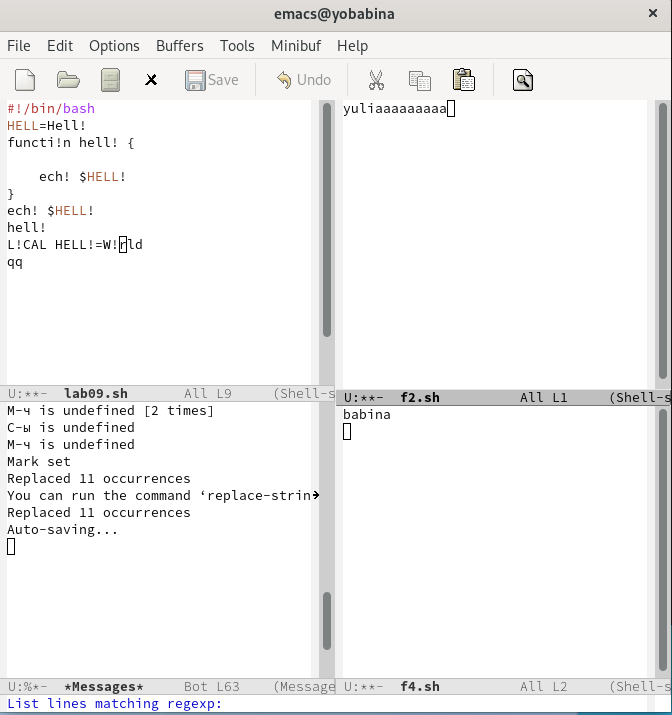 emacs@yobabina ×
File Edit Options Buffers Tools Minibuf Help
Save Undo
#!/bin/bash
HELL=Hell!
functi!n hell! {
ech! $HELL!
}
ech! $HELL!
hell!
L!CAL HELL!=W!rld
qq
U:**- lab09.sh All L9 (Shell-s
yuliaaaaaaaaa
U:**- f2.sh All L1 (Shell-s
M-ч is undefined [2 times]
C-ы is undefined
M-ч is undefined
Mark set
Replaced 11 occurrences
You can run the command ‘replace-strin
Replaced 11 occurrences
Auto-saving...
U:%*- *Messages* Bot L63 (Message
babina
U:**- f4.sh All L2 (Shell-s
List lines matching regexp: